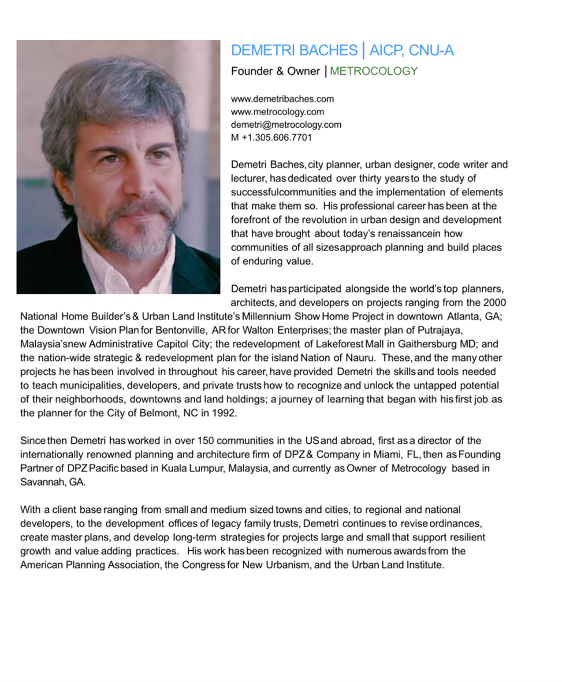 DEMETRI BACHES | AICP, CNU-A
Founder & Owner | METROCOLOGY
www.demetribaches.com
www.metrocology.com
demetri@metrocology.com
M +1.305.606.7701
Demetri Baches, city planner, urban designer, code writer and
lecturer, has dedicated over thirty years to the study of
successfulcommunities and the implementation of elements
that make them so. His professional career has been at the
forefront of the revolution in urban design and development
that have brought about today's renaissancein how
communities of all sizesapproach planning and build places
of enduring value.
Demetri has participated alongside the world's top planners,
architects, and developers on projects ranging from the 2000
National Home Builder's & Urban Land Institute's Millennium Show Home Project in downtown Atlanta, GA;
the Downtown Vision Plan for Bentonville, AR for Walton Enterprises; the master plan of Putrajaya,
Malaysia'snew Administrative Capitol City; the redevelopment of Lakeforest Mall in Gaithersburg MD; and
the nation-wide strategic & redevelopment plan for the island Nation of Nauru. These, and the many other
projects he has been involved in throughout his career, have provided Demetri the skills and tools needed
to teach municipalities, developers, and private trusts how to recognize and unlock the untapped potential
of their neighborhoods, downtowns and land holdings; a journey of learning that began with his first job as
the planner for the City of Belmont, NC in 1992.
Since then Demetri has worked in over 150 communities in the US and abroad, first as a director of the
internationally renowned planning and architecture firm of DPZ & Company in Miami, FL, then as Founding
Partner of DPZ Pacific based in Kuala Lumpur, Malaysia, and currently as Owner of Metrocology based in
Savannah, GA.
With a client base ranging from small and medium sized towns and cities, to regional and national
developers, to the development offices of legacy family trusts, Demetri continues to revise ordinances,
create master plans, and develop long-term strategies for projects large and small that support resilient
growth and value adding practices. His work has been recognized with numerous awards from the
American Planning Association, the Congress for New Urbanism, and the Urban Land Institute.